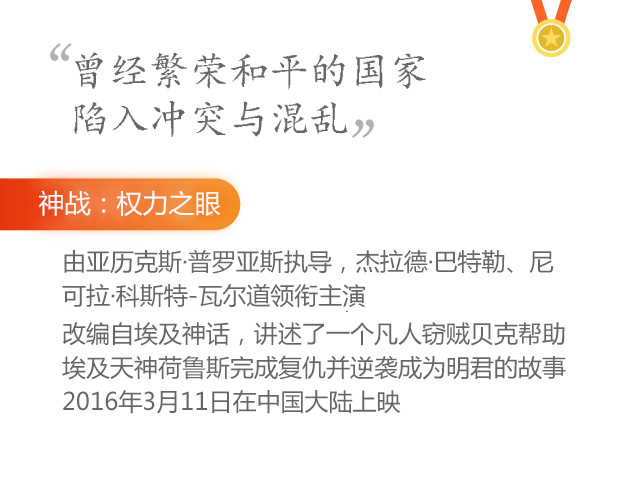 “曾经繁荣和平的国家
陷入冲突与混乱”
神战：权力之眼
由亚历克斯·普罗亚斯执导，杰拉德·巴特勒、尼
可拉·科斯特-瓦尔道领衔主演
改编自埃及神话，讲述了一个凡人窃贼贝克帮助
埃及天神荷鲁斯完成复仇并逆袭成为明君的故事
2016年3月11日在中国大陆上映